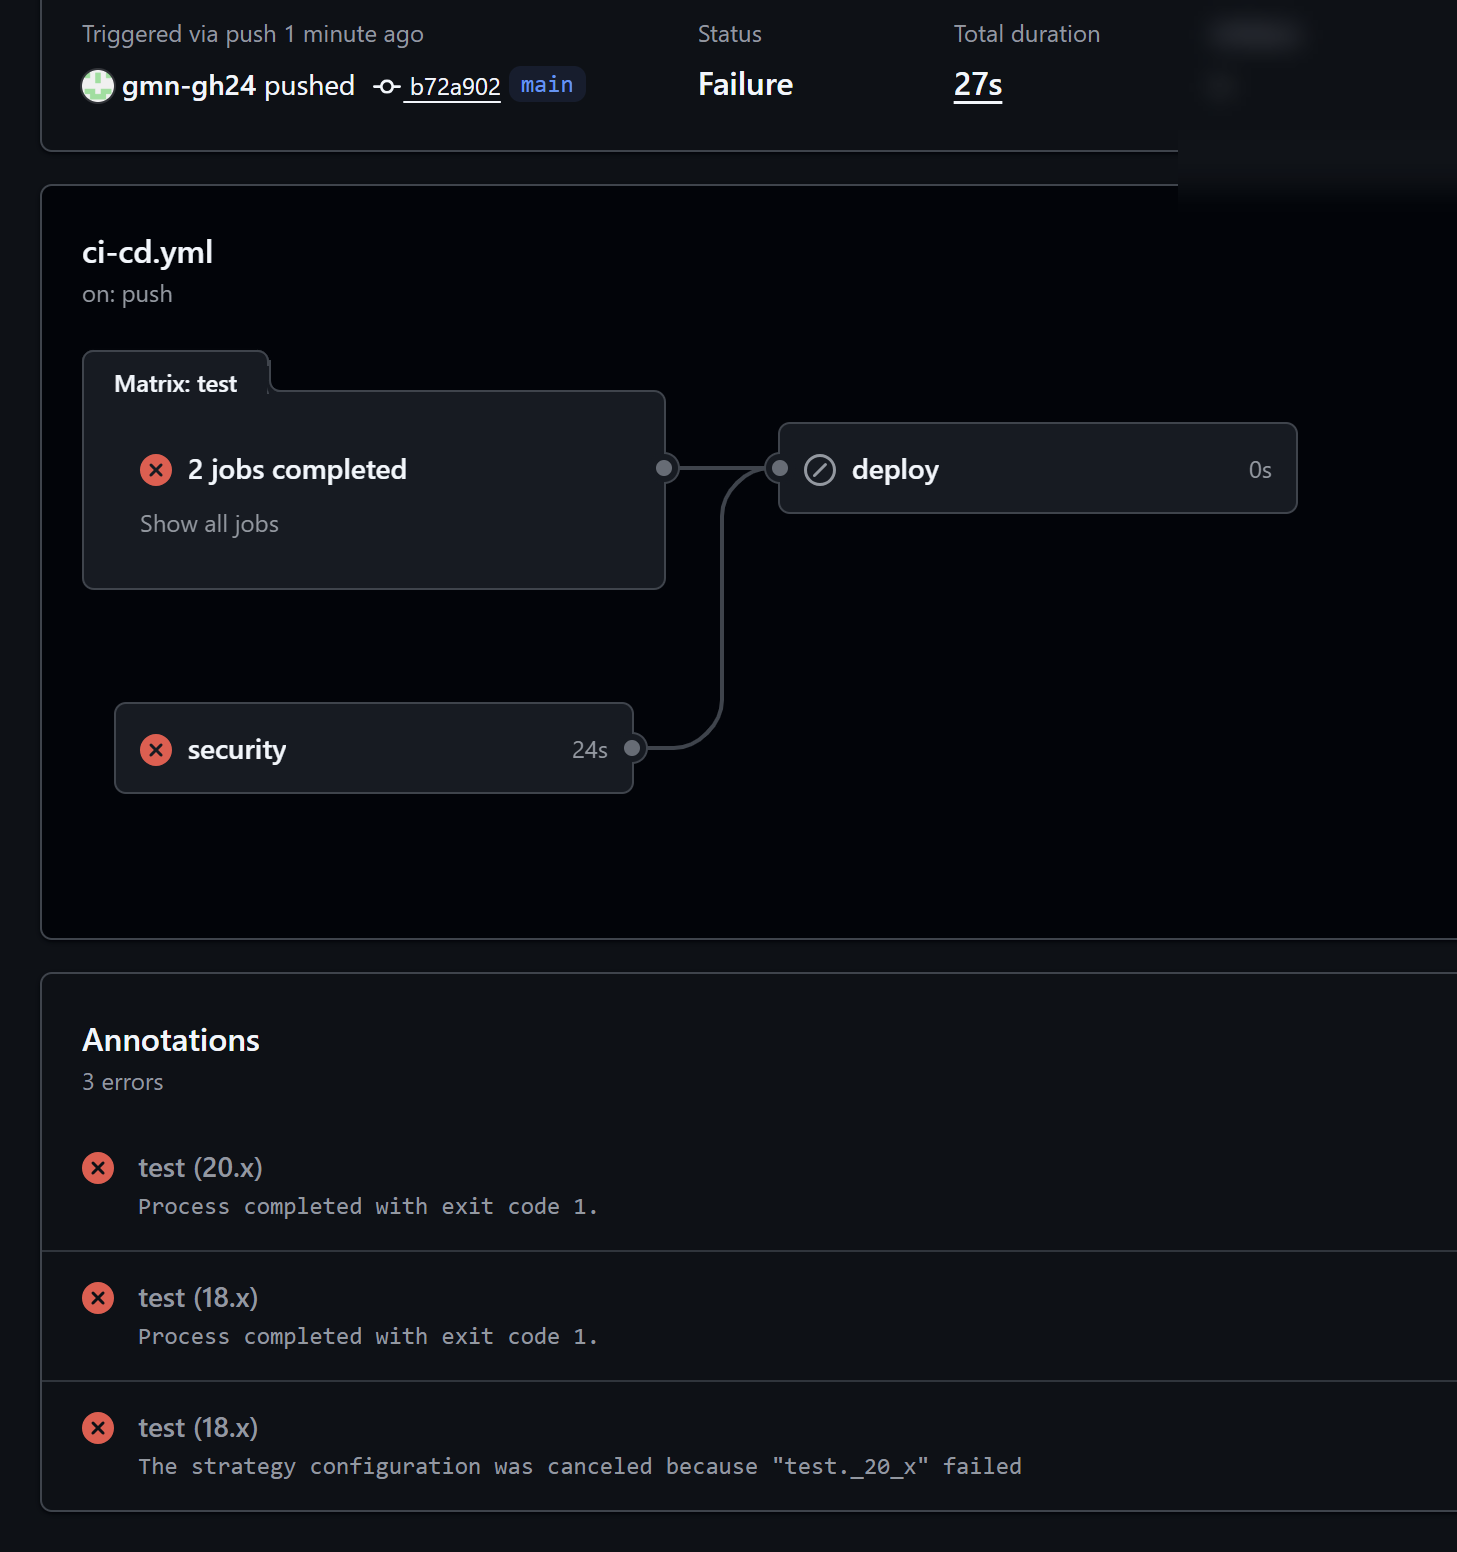 Triggered via push 1 minute ago
Status
Total duration
gmn-gh24 pushed b72a902 main
Failure
27s
ci-cd.yml
on: push
Matrix: test
2 jobs completed
Show all jobs
deploy 0s
security 24s
Annotations
3 errors
test (20.x)
Process completed with exit code 1.
test (18.x)
Process completed with exit code 1.
test (18.x)
The strategy configuration was canceled because "test._20_x" failed